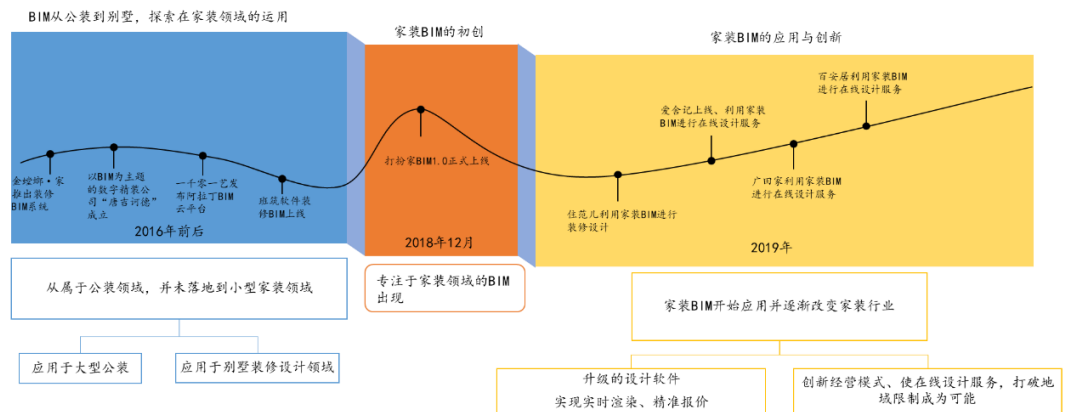 BIM从公装到别墅，探索在家装领域的运用
家装BIM的初创
家装BIM的应用与创新
金螳螂·家
推出装修
BIM系统
以BIM为主题
的数字精装公
司“唐吉诃德”
成立
一千零一艺发
布阿拉丁BIM
云平台
班筑软件装
修BIM上线
2016年前后
打扮家BIM1.0正式上线
2018年12月
住范儿利用家装BIM进行
装修设计
爱舍记上线、利用家装
BIM进行在线设计服务
广田家利用家装BIM
进行在线设计服务
百安居利用家装BIM
进行在线设计服务
2019年
从属于公装领域，并未落地到小型家装领域
应用于大型公装
应用于别墅装修设计领域
专注于家装领域的BIM
出现
家装BIM开始应用并逐渐改变家装行业
升级的设计软件
实现实时渲染、精准报价
创新经营模式、使在线设计服务，打破地
域限制成为可能